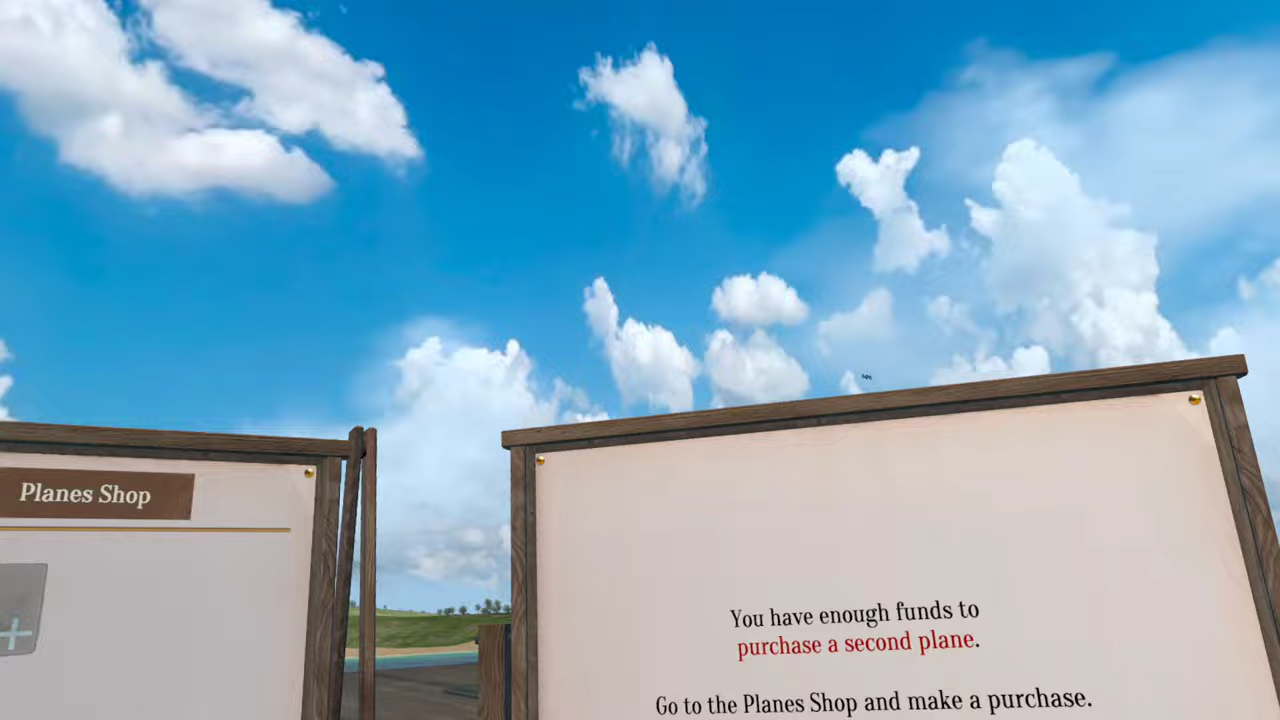 Planes Shop
You have enough funds to
purchase a second plane.
Go to the Planes Shop and make a purchase.